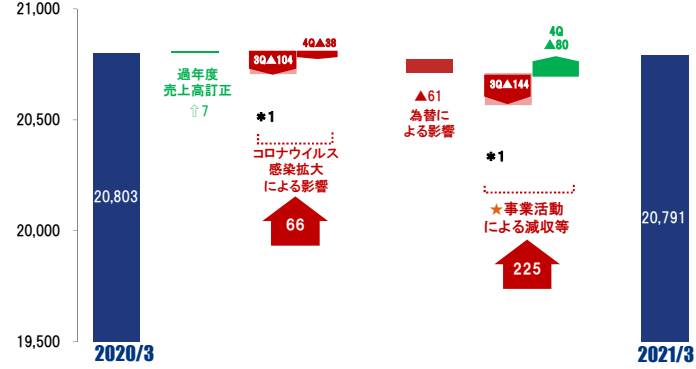 21,000
20,500
20,000
19,500
20,803
2020/3
過年度
売上高訂正
⇧7
3Q▲104
4Q▲38
*1
コロナウイルス
感染拡大
による影響
66
▲61
為替に
よる影響
3Q▲144
4Q
▲80
*1
★事業活動
による減収等
225
20,791
2021/3